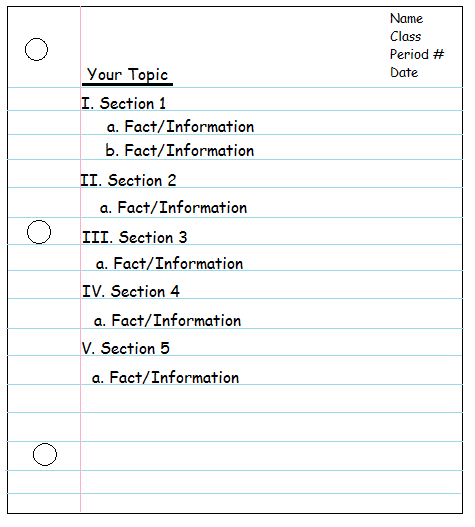 Name
Class
Period #
Date
Your Topic
I. Section 1
a. Fact/Information
b. Fact/Information
II. Section 2
a. Fact/Information
III. Section 3
a. Fact/Information
IV. Section 4
a. Fact/Information
V. Section 5
a. Fact/Information